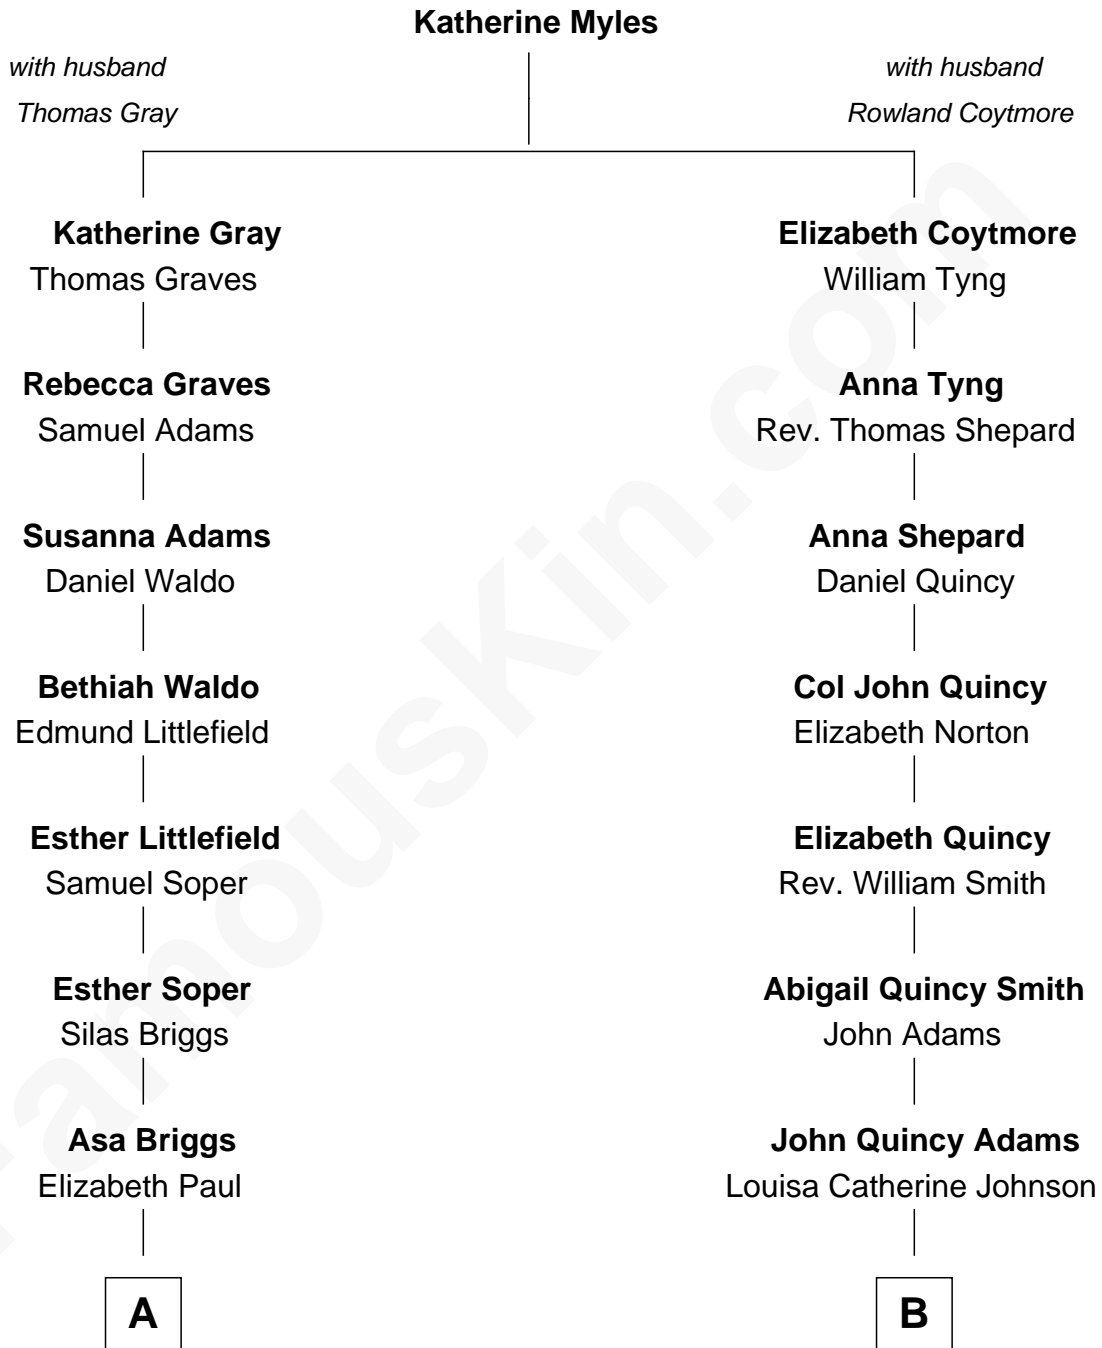 Katherine Myles
with husband
Thomas Gray
with husband
Rowland Coytmore
Katherine Gray
Thomas Graves
Rebecca Graves
Samuel Adams
Susanna Adams
Daniel Waldo
Bethiah Waldo
Edmund Littlefield
Esther Littlefield
Samuel Soper
Esther Soper
Silas Briggs
Asa Briggs
Elizabeth Paul
A
Elizabeth Coytmore
William Tyng
Anna Tyng
Rev. Thomas Shepard
Anna Shepard
Daniel Quincy
Col John Quincy
Elizabeth Norton
Elizabeth Quincy
Rev. William Smith
Abigail Quincy Smith
John Adams
John Quincy Adams
Louisa Catherine Johnson
B
FamousKin.com